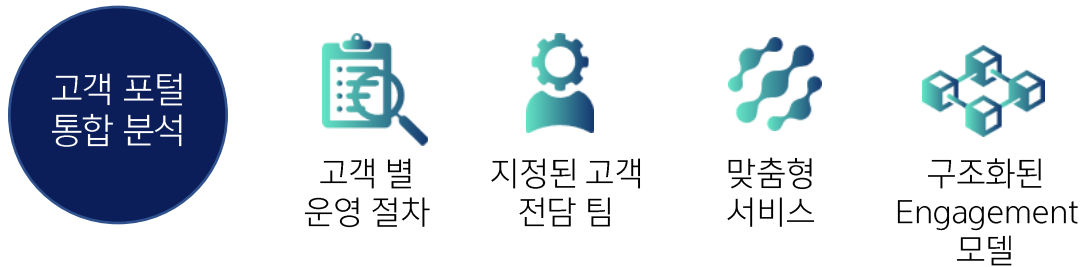 고객 포털
통합 분석
고객 별
운영 절차
지정된 고객
전담 팀
맞춤형
서비스
구조화된
Engagement
모델